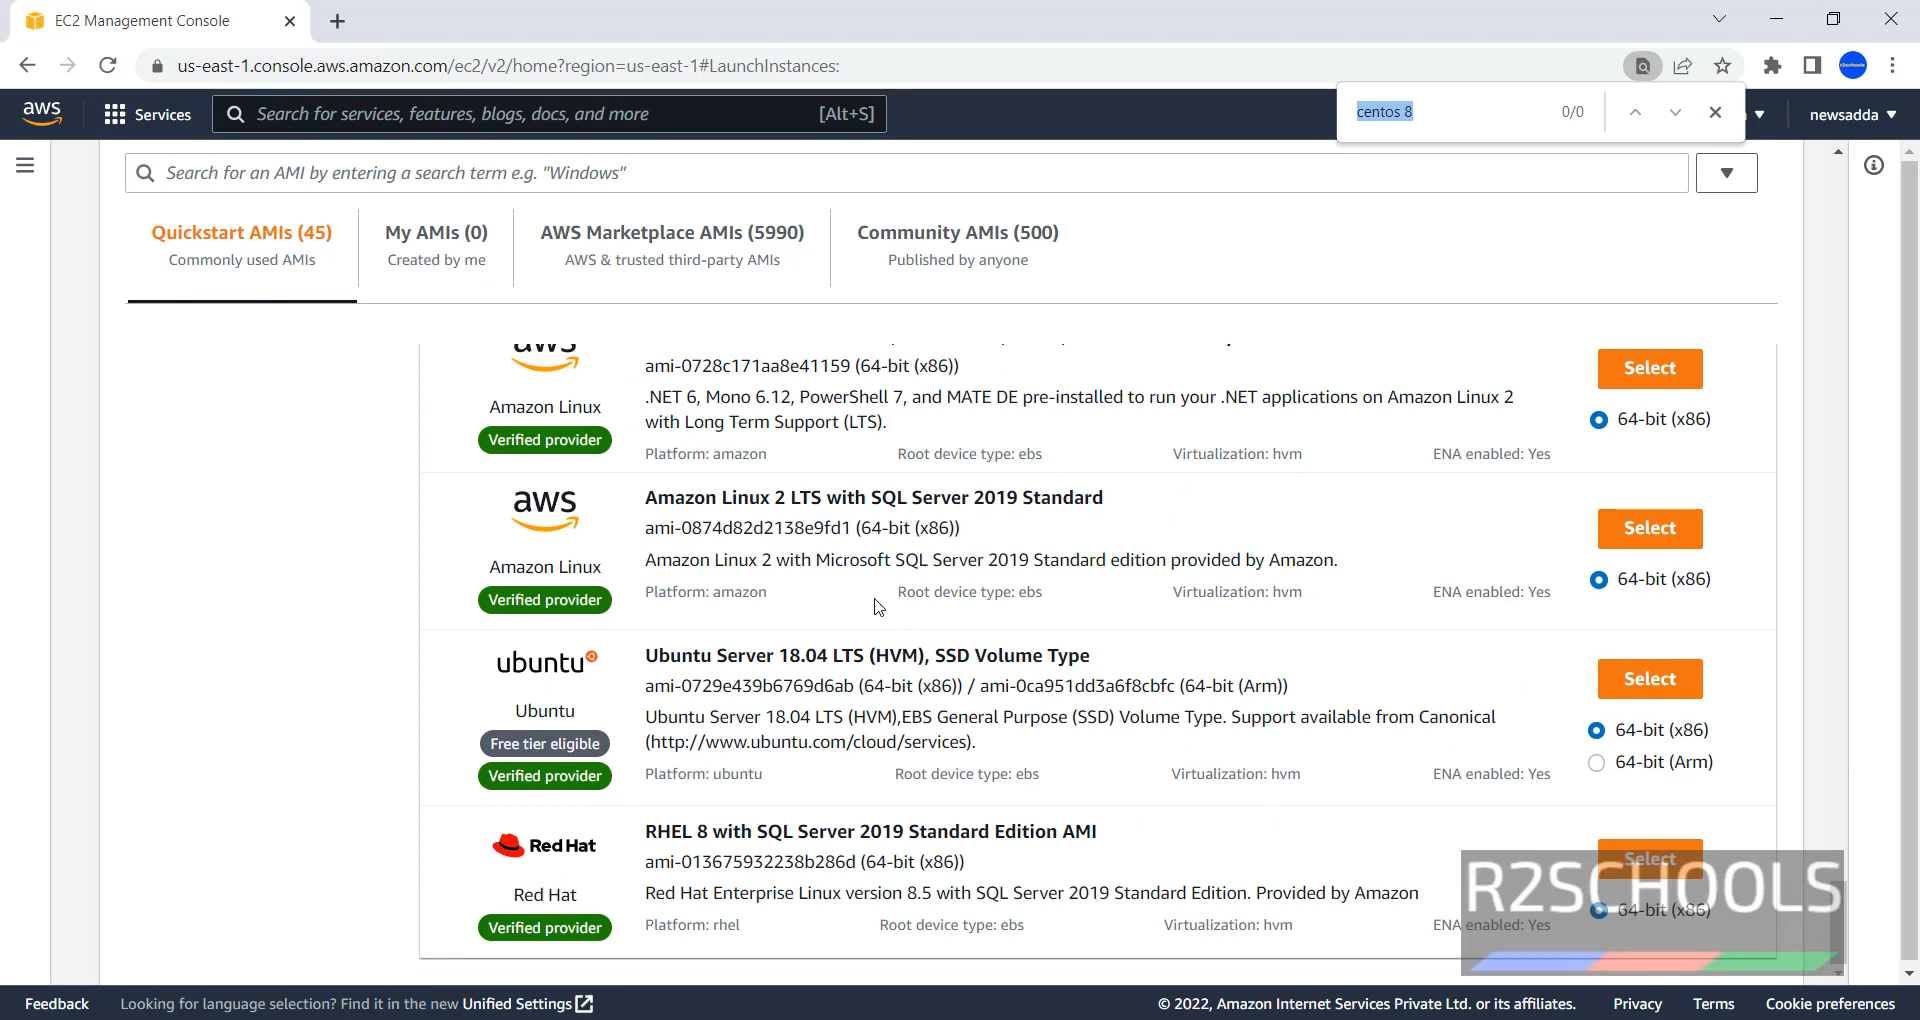 EC2 Management Console
us-east-1.console.aws.amazon.com/ec2/v2/home?region=us-east-1#LaunchInstances:
r2schools
aws
Services
Search for services, features, blogs, docs, and more
[Alt+S]
centos 8
0/0
newsadda
Search for an AMI by entering a search term e.g. "Windows"
Quickstart AMIs (45)
Commonly used AMIs
My AMIs (0)
Created by me
AWS Marketplace AMIs (5990)
AWS & trusted third-party AMIs
Community AMIs (500)
Published by anyone
aws
Amazon Linux
Verified provider
ami-0728c171aa8e41159 (64-bit (x86))
.NET 6, Mono 6.12, PowerShell 7, and MATE DE pre-installed to run your .NET applications on Amazon Linux 2
with Long Term Support (LTS).
Platform: amazon
Root device type: ebs
Virtualization: hvm
ENA enabled: Yes
Select
64-bit (x86)
aws
Amazon Linux
Verified provider
Amazon Linux 2 LTS with SQL Server 2019 Standard
ami-0874d82d2138e9fd1 (64-bit (x86))
Amazon Linux 2 with Microsoft SQL Server 2019 Standard edition provided by Amazon.
Platform: amazon
Root device type: ebs
Virtualization: hvm
ENA enabled: Yes
Select
64-bit (x86)
ubuntu
Ubuntu
Free tier eligible
Verified provider
Ubuntu Server 18.04 LTS (HVM), SSD Volume Type
ami-0729e439b6769d6ab (64-bit (x86)) / ami-0ca951dd3a6f8cbfc (64-bit (Arm))
Ubuntu Server 18.04 LTS (HVM),EBS General Purpose (SSD) Volume Type. Support available from Canonical
(http://www.ubuntu.com/cloud/services).
Platform: ubuntu
Root device type: ebs
Virtualization: hvm
ENA enabled: Yes
Select
64-bit (x86)
64-bit (Arm)
Red Hat
Red Hat
Verified provider
RHEL 8 with SQL Server 2019 Standard Edition AMI
ami-013675932238b286d (64-bit (x86))
Red Hat Enterprise Linux version 8.5 with SQL Server 2019 Standard Edition. Provided by Amazon
Platform: rhel
Root device type: ebs
Virtualization: hvm
ENA enabled: Yes
Select
64-bit (x86)
R2SCHOOLS
Feedback
Looking for language selection? Find it in the new Unified Settings
© 2022, Amazon Internet Services Private Ltd. or its affiliates.
Privacy
Terms
Cookie preferences